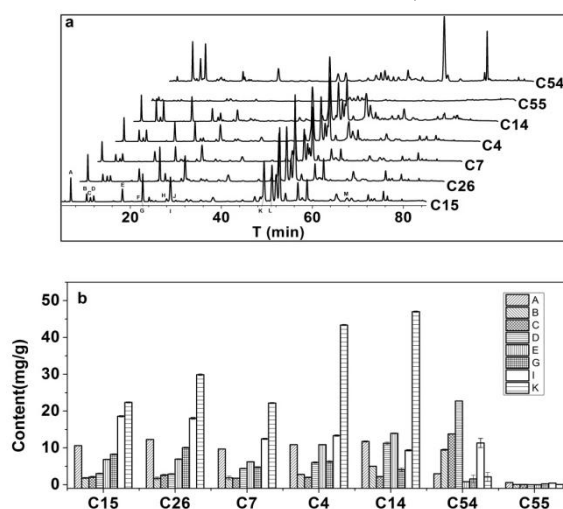 a
C54
C55
C14
C4
C7
C26
C15
A
B
C
D
E
F
G
H
I
J
K
L
M
20 40 60 80
T (min)
b
Content(mg/g)
50
40
30
20
10
0
A
B
C
D
E
G
I
K
C15 C26 C7 C4 C14 C54 C55